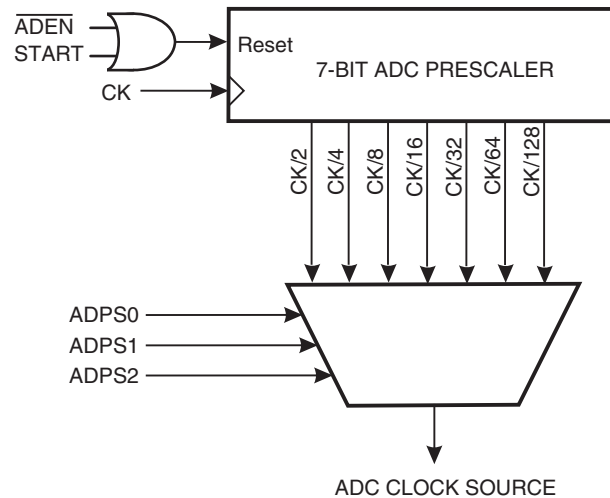 ADEN
START
Reset
7-BIT ADC PRESCALER
CK
CK/2
CK/4
CK/8
CK/16
CK/32
CK/64
CK/128
ADPS0
ADPS1
ADPS2
ADC CLOCK SOURCE